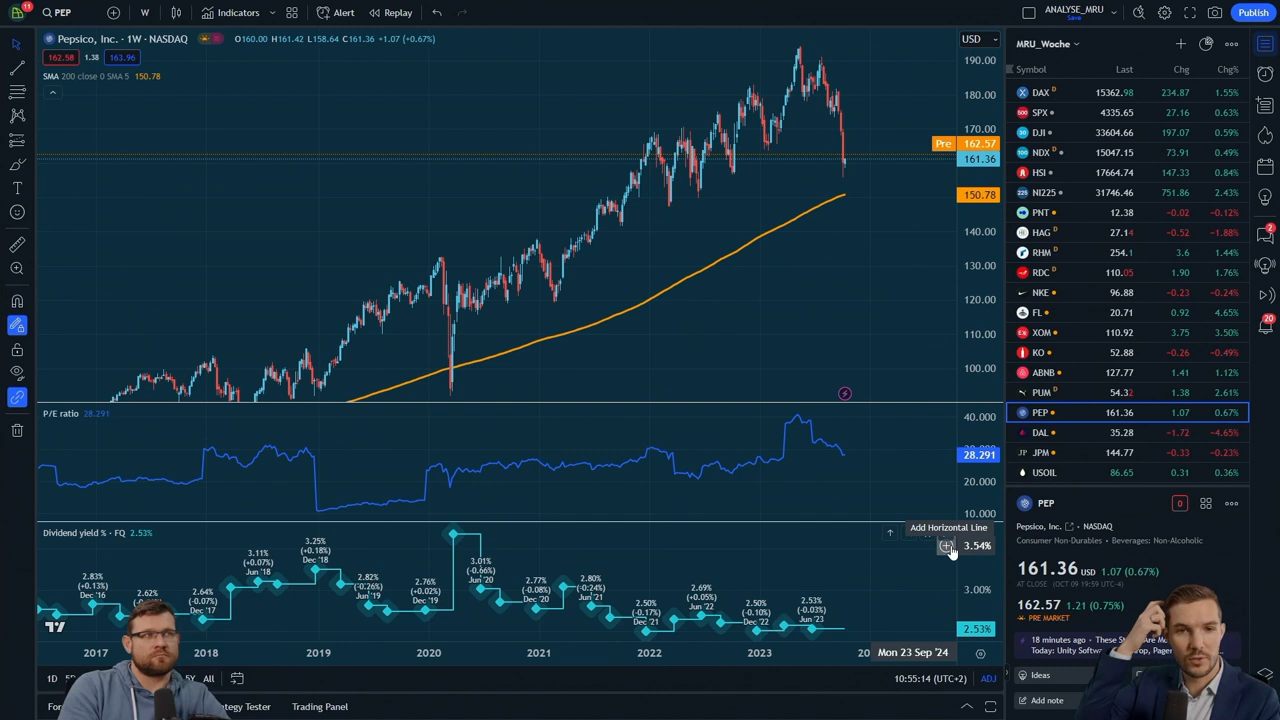 11
PEP
W
Indicators
Alert
Replay
ANALYSE_MRU
Save
Publish
Pepsico, Inc. · 1W · NASDAQ
O160.00 H161.42 L158.64 C161.36 +1.07 (+0.67%)
162.58 1.38 163.96
SMA 200 close 0 SMA 5 150.78
USD
190.00
180.00
170.00
Pre 162.57
161.36
150.78
140.00
130.00
120.00
110.00
100.00
P/E ratio 28.291
40.000
28.291
20.000
10.000
Dividend yield % · FQ 2.53%
Add Horizontal Line
3.54%
3.00%
2.53%
2.83%
(+0.13%)
Dec '16
2.62%
2.64%
(-0.07%)
Dec '17
3.11%
(+0.07%)
Jun '18
3.25%
(+0.18%)
Dec '18
2.82%
(-0.26%)
Jun '19
2.76%
(+0.02%)
Dec '19
3.01%
(-0.66%)
Jun '20
2.77%
(-0.08%)
Dec '20
2.80%
(-0.24%)
Jun '21
2.50%
(-0.17%)
Dec '21
2.69%
(+0.05%)
Jun '22
2.50%
(-0.10%)
Dec '22
2.53%
(-0.03%)
Jun '23
2017 2018 2019 2020 2021 2022 2023
Mon 23 Sep '24
1D
5Y All
10:55:14 (UTC+2) ADJ
Trading Panel
MRU_Woche
Symbol Last Chg Chg%
DAX D 15362.98 234.87 1.55%
SPX 4335.65 27.16 0.63%
DJI 33604.66 197.07 0.59%
NDX D 15047.15 73.91 0.49%
HSI 17664.74 147.33 0.84%
NI225 31746.46 751.86 2.43%
PNT 12.38 −0.02 −0.12%
HAG D 27.14 −0.52 −1.88%
RHM D 254.1 3.6 1.44%
RDC D 110.05 1.90 1.76%
NKE 96.88 −0.23 −0.24%
FL 20.71 0.92 4.65%
XOM 110.92 3.75 3.50%
KO 52.88 −0.26 −0.49%
ABNB 127.77 1.41 1.12%
PUM D 54.32 1.38 2.61%
PEP 161.36 1.07 0.67%
DAL 35.28 −1.72 −4.65%
JPM 144.77 −0.33 −0.23%
USOIL 86.65 0.31 0.36%
PEP
0
Pepsico, Inc. · NASDAQ
Consumer Non-Durables · Beverages: Non-Alcoholic
161.36 USD 1.07 (0.67%)
AT CLOSE (OCT 09 19:59 UTC-4)
162.57 1.21 (0.75%)
PRE MARKET
18 minutes ago · These
Today: Unity Softw
Ideas
Add note
2
20